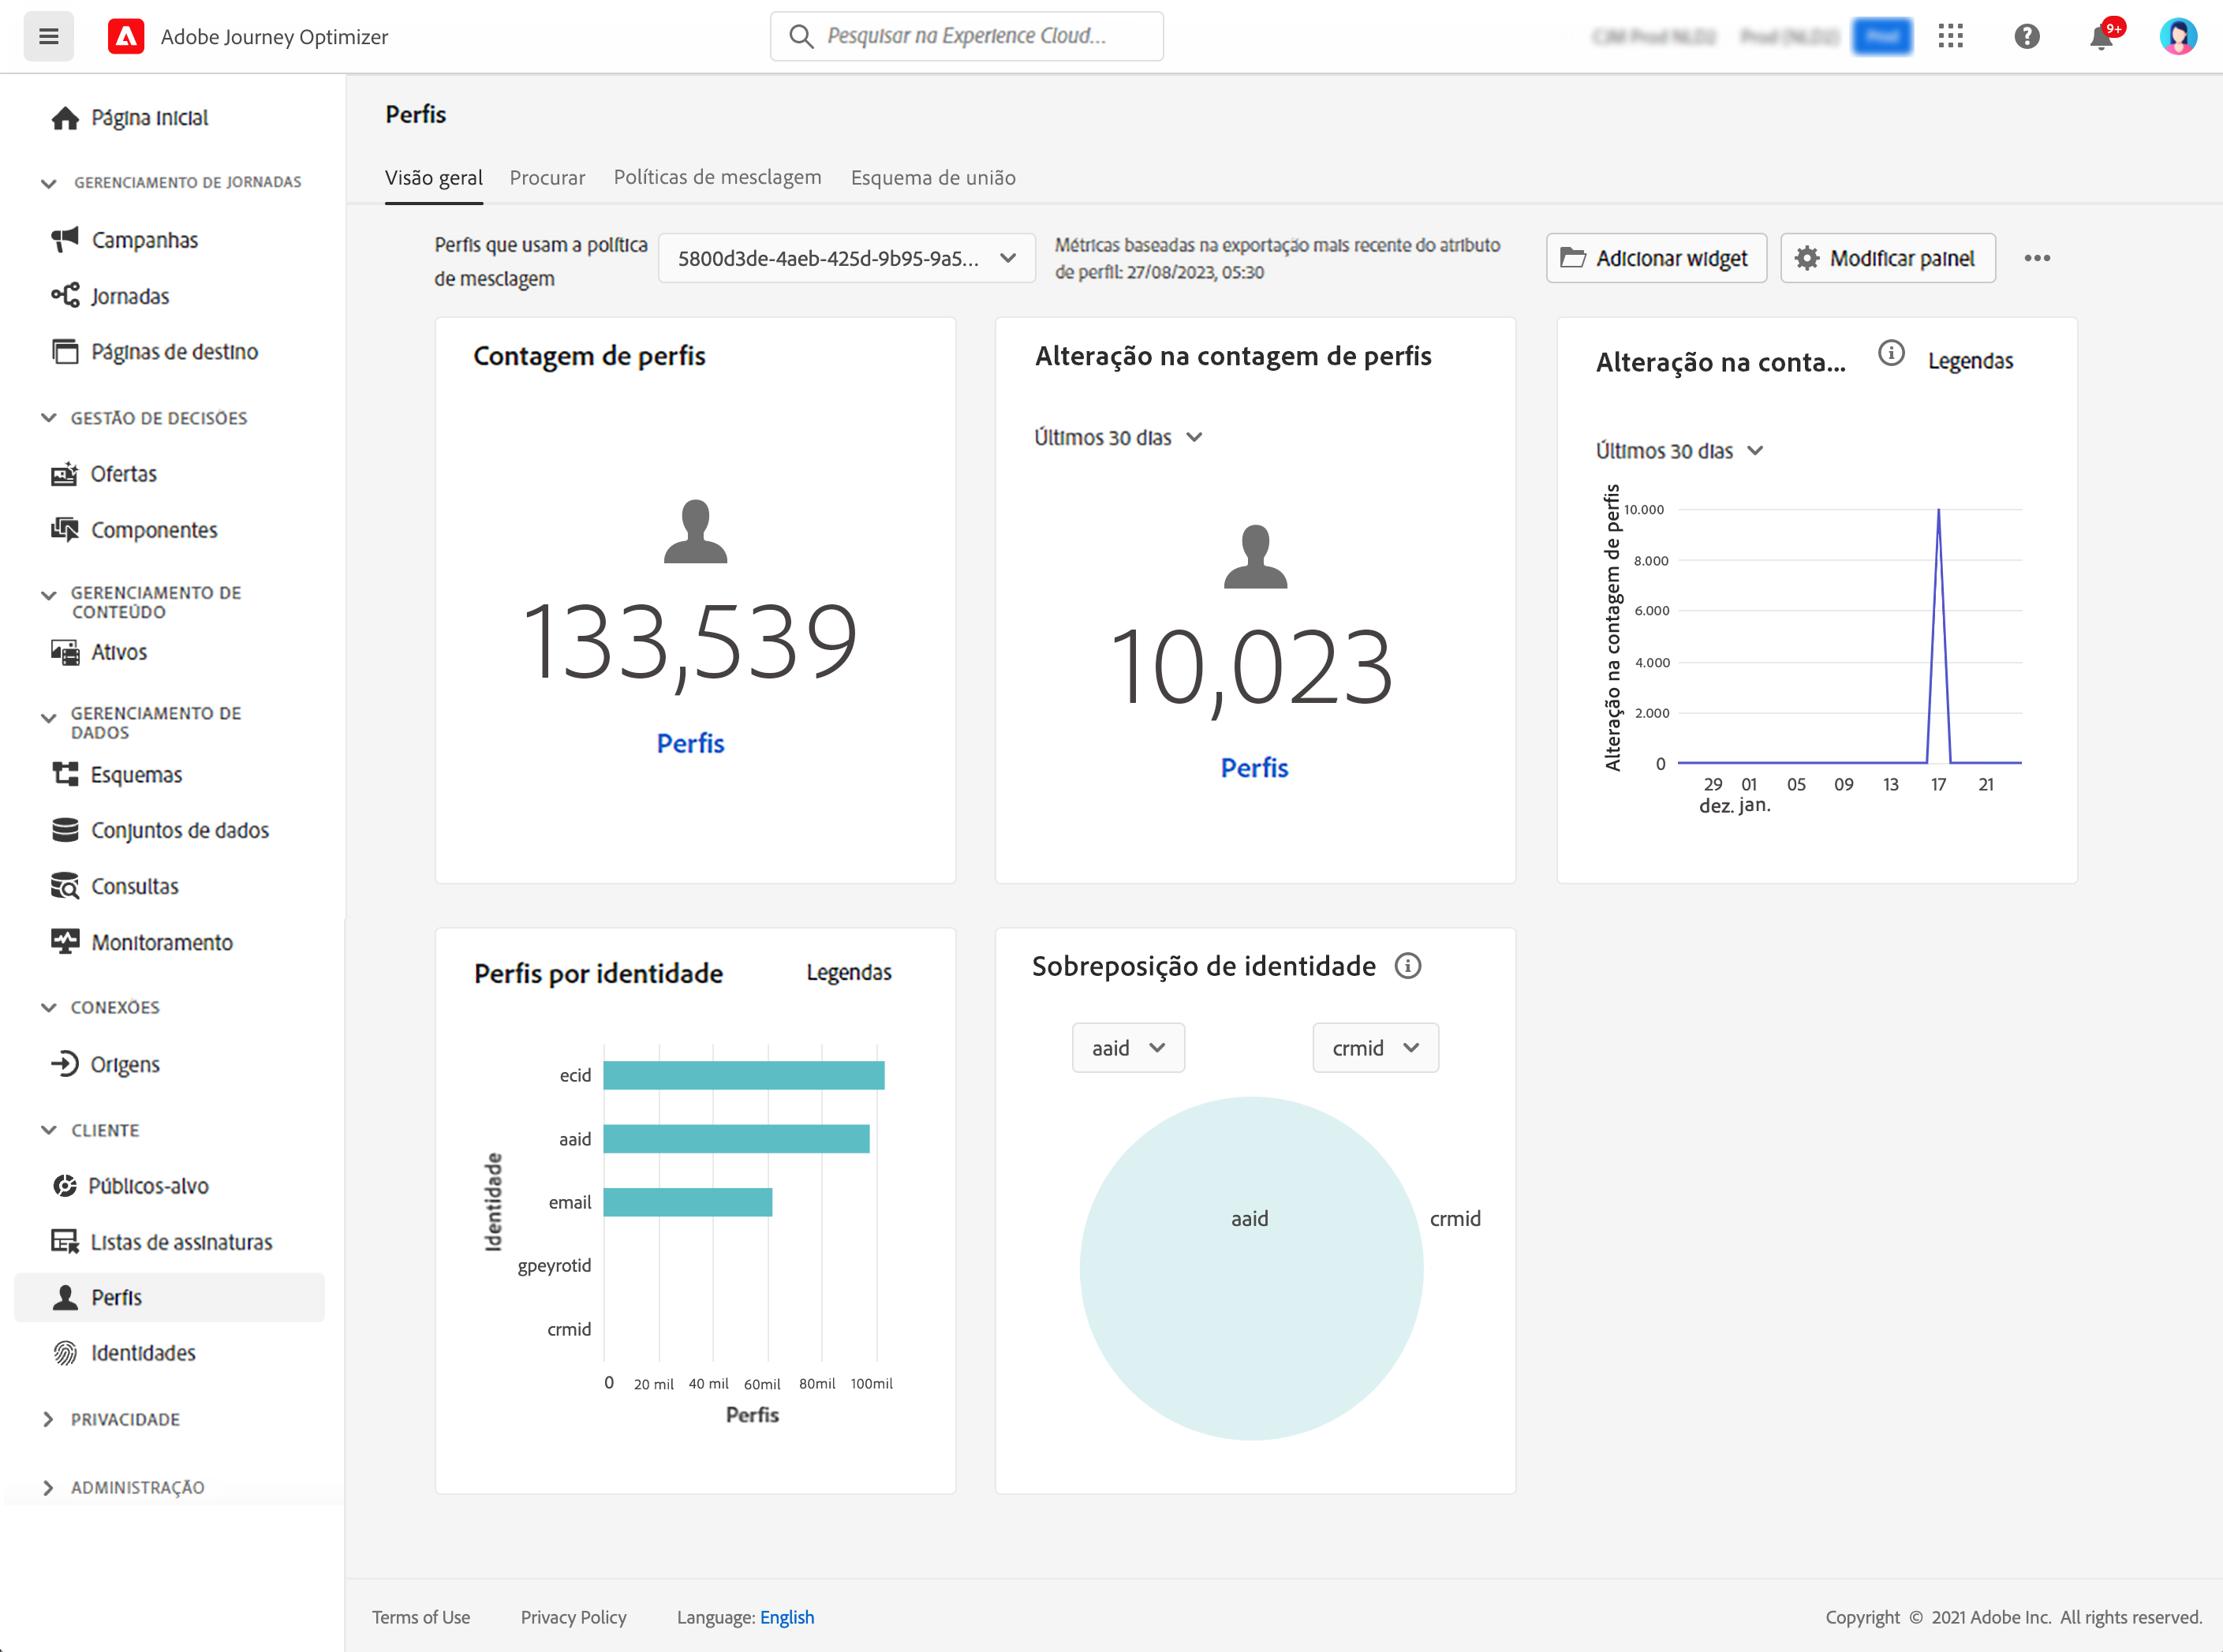 Adobe Journey Optimizer
Pesquisar na Experience Cloud...
9+
Página inicial
GERENCIAMENTO DE JORNADAS
Campanhas
Jornadas
Páginas de destino
GESTÃO DE DECISÕES
Ofertas
Componentes
GERENCIAMENTO DE
CONTEÚDO
Ativos
GERENCIAMENTO DE
DADOS
Esquemas
Conjuntos de dados
Consultas
Monitoramento
CONEXÕES
Origens
CLIENTE
Públicos-alvo
Listas de assinaturas
Perfis
Identidades
PRIVACIDADE
ADMINISTRAÇÃO
Perfis
Visão geral
Procurar
Políticas de mesclagem
Esquema de união
Perfis que usam a política
de mesclagem
5800d3de-4aeb-425d-9b95-9a5...
Métricas baseadas na exportação mais recente do atributo
de perfil: 27/08/2023, 05:30
Adicionar widget
Modificar painel
Contagem de perfis
133,539
Perfis
Alteração na contagem de perfis
Últimos 30 dias
10,023
Perfis
Alteração na conta...
Legendas
Últimos 30 dias
Alteração na contagem de perfis
10.000
8.000
6.000
4.000
2.000
0
29 01 05 09 13 17 21
dez. jan.
Perfis por identidade
Legendas
Identidade
ecid
aaid
email
gpeyrotid
crmid
0 20 mil 40 mil 60mil 80mil 100mil
Perfis
Sobreposição de identidade
aaid
crmid
aaid
crmid
Terms of Use
Privacy Policy
Language: English
Copyright © 2021 Adobe Inc. All rights reserved.